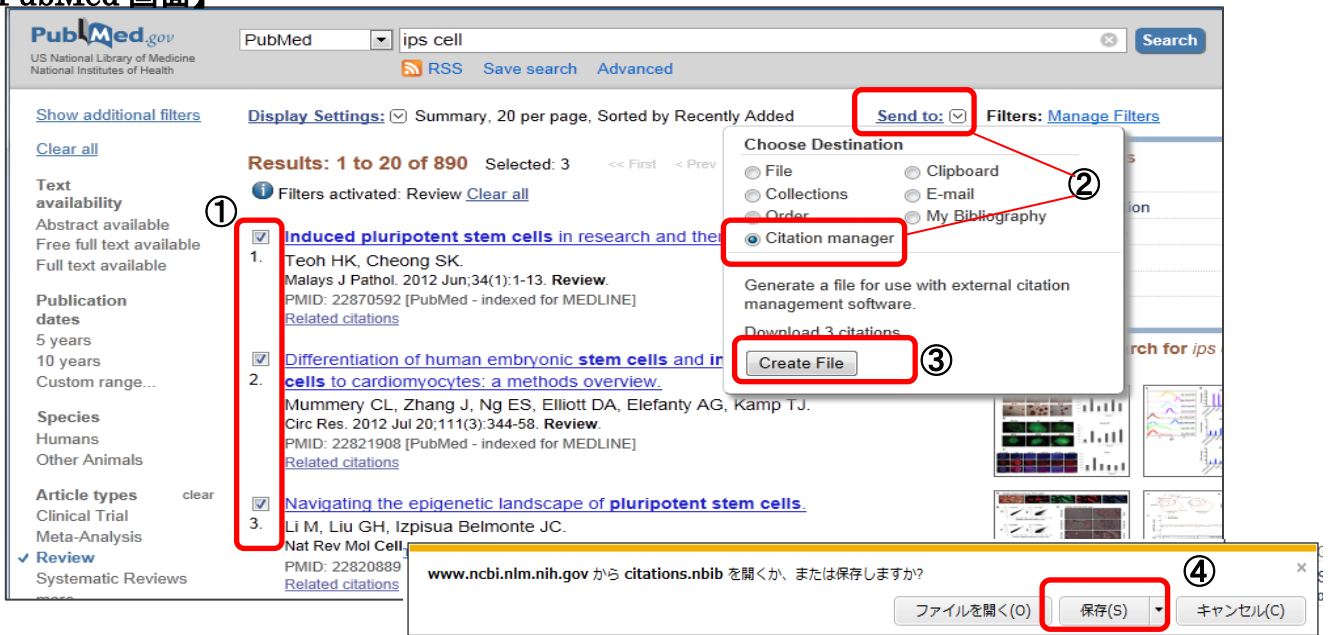 PubMed 画面】
PubMed.gov
US National Library of Medicine
National Institutes of Health
PubMed
ips cell
Search
RSS Save search Advanced
Show additional filters
Clear all
Text
availability
Abstract available
Free full text available
Full text available
Publication
dates
5 years
10 years
Custom range...
Species
Humans
Other Animals
Article types clear
Clinical Trial
Meta-Analysis
Review
Systematic Reviews
more
Display Settings: Summary, 20 per page, Sorted by Recently Added
Send to: Filters: Manage Filters
Results: 1 to 20 of 890 Selected: 3 << First < Prev
Filters activated: Review Clear all
①
1. Induced pluripotent stem cells in research and ther
Teoh HK, Cheong SK.
Malays J Pathol. 2012 Jun;34(1):1-13. Review.
PMID: 22870592 [PubMed - indexed for MEDLINE]
Related citations
2. Differentiation of human embryonic stem cells and in
cells to cardiomyocytes: a methods overview.
Mummery CL, Zhang J, Ng ES, Elliott DA, Elefanty AG, Kamp TJ.
Circ Res. 2012 Jul 20;111(3):344-58. Review.
PMID: 22821908 [PubMed - indexed for MEDLINE]
Related citations
3. Navigating the epigenetic landscape of pluripotent stem cells.
Li M, Liu GH, Izpisua Belmonte JC.
Nat Rev Mol Cell
PMID: 22820889
Related citations
Choose Destination
File Clipboard
Collections E-mail
Order My Bibliography
Citation manager
②
Generate a file for use with external citation
management software.
Download 3 citations.
Create File
③
s
ion
rch for ips
www.ncbi.nlm.nih.gov から citations.nbib を開くか、または保存しますか?
④
×
ファイルを開く(O) 保存(S) キャンセル(C)